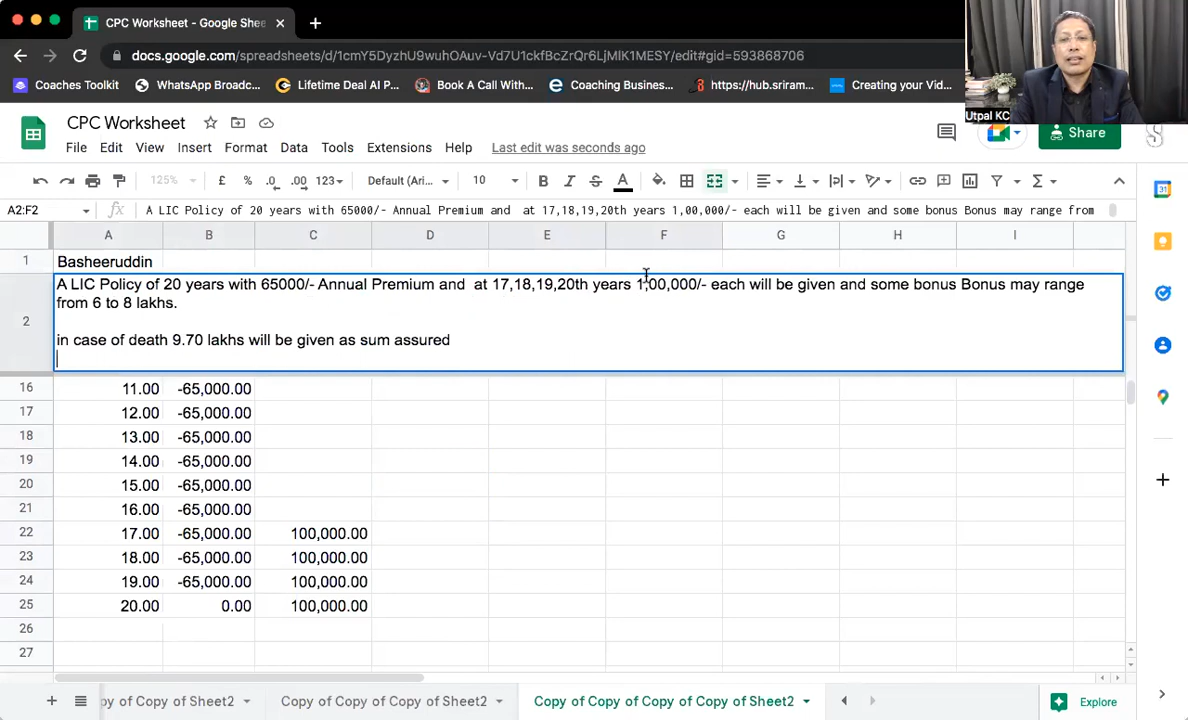 CPC Worksheet - Google Shee
docs.google.com/spreadsheets/d/1cmY5DyzhU9wuhOAuv-Vd7U1ckfBcZrQr6LjMlK1MESY/edit#gid=593868706
Coaches Toolkit WhatsApp Broadc... Lifetime Deal AI P... Book A Call With... Coaching Business... https://hub.sriram... Creating your Vid...
Utpal KC
CPC Worksheet
Share
File Edit View Insert Format Data Tools Extensions Help Last edit was seconds ago
125% £ % .0 .00 123 Default (Ari... 10 B I S A
A2:F2 fx A LIC Policy of 20 years with 65000/- Annual Premium and at 17,18,19,20th years 1,00,000/- each will be given and some bonus Bonus may range from
A B C D E F G H I
1 Basheeruddin
2 A LIC Policy of 20 years with 65000/- Annual Premium and at 17,18,19,20th years 1,00,000/- each will be given and some bonus Bonus may range
from 6 to 8 lakhs.
in case of death 9.70 lakhs will be given as sum assured
16 11.00 -65,000.00
17 12.00 -65,000.00
18 13.00 -65,000.00
19 14.00 -65,000.00
20 15.00 -65,000.00
21 16.00 -65,000.00
22 17.00 -65,000.00 100,000.00
23 18.00 -65,000.00 100,000.00
24 19.00 -65,000.00 100,000.00
25 20.00 0.00 100,000.00
26
27
py of Copy of Sheet2 Copy of Copy of Copy of Sheet2 Copy of Copy of Copy of Copy of Sheet2 Explore